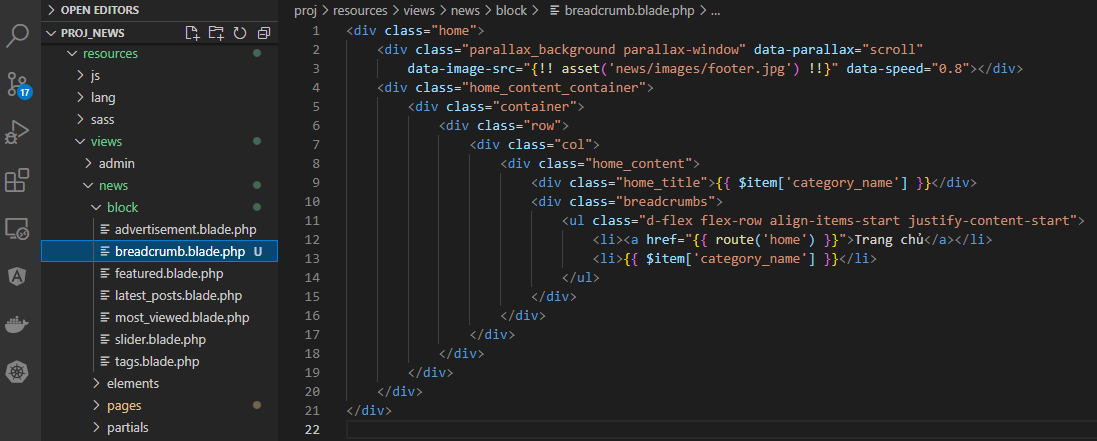 OPEN EDITORS
PROJ_NEWS
resources
js
lang
sass
views
admin
news
block
advertisement.blade.php
breadcrumb.blade.php U
featured.blade.php
latest_posts.blade.php
most_viewed.blade.php
slider.blade.php
tags.blade.php
elements
pages
partials
17
proj > resources > views > news > block > breadcrumb.blade.php > ...
1 <div class="home">
2 <div class="parallax_background parallax-window" data-parallax="scroll"
3 data-image-src="{!! asset('news/images/footer.jpg') !!}" data-speed="0.8"></div>
4 <div class="home_content_container">
5 <div class="container">
6 <div class="row">
7 <div class="col">
8 <div class="home_content">
9 <div class="home_title">{{ $item['category_name'] }}</div>
10 <div class="breadcrumbs">
11 <ul class="d-flex flex-row align-items-start justify-content-start">
12 <li><a href="{{ route('home') }}">Trang chủ</a></li>
13 <li>{{ $item['category_name'] }}</li>
14 </ul>
15 </div>
16 </div>
17 </div>
18 </div>
19 </div>
20 </div>
21 </div>
22